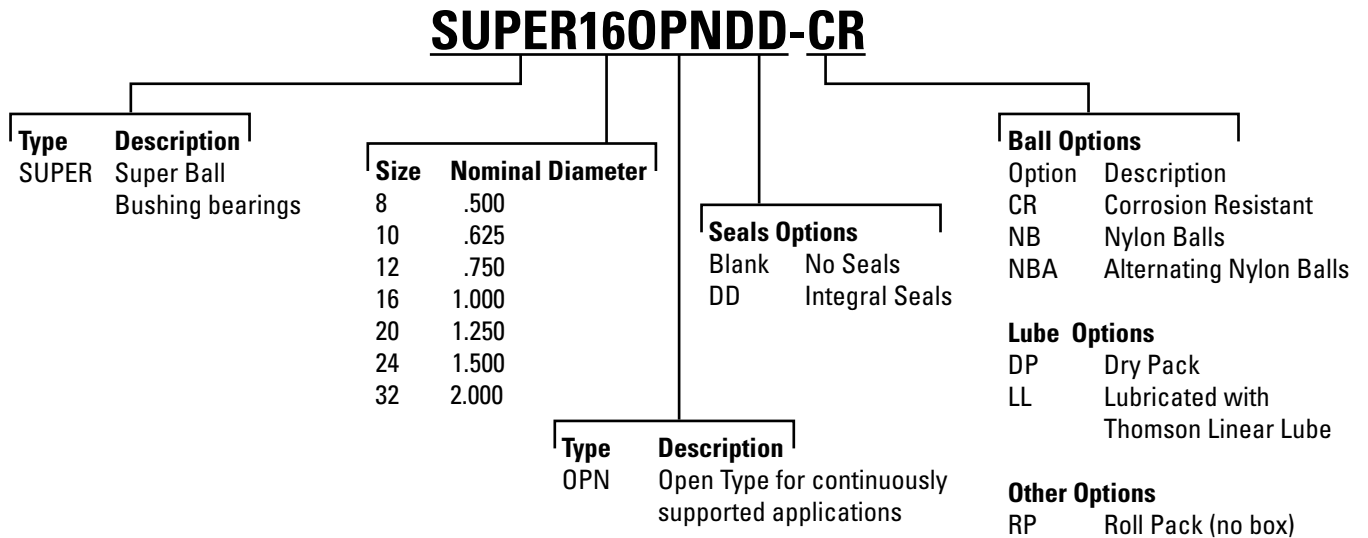 SUPER16OPNDD-CR
Type Description
SUPER Super Ball
Bushing bearings
Size Nominal Diameter
8 .500
10 .625
12 .750
16 1.000
20 1.250
24 1.500
32 2.000
Type Description
OPN Open Type for continuously
supported applications
Seals Options
Blank No Seals
DD Integral Seals
Ball Options
Option Description
CR Corrosion Resistant
NB Nylon Balls
NBA Alternating Nylon Balls
Lube Options
DP Dry Pack
LL Lubricated with
Thomson Linear Lube
Other Options
RP Roll Pack (no box)